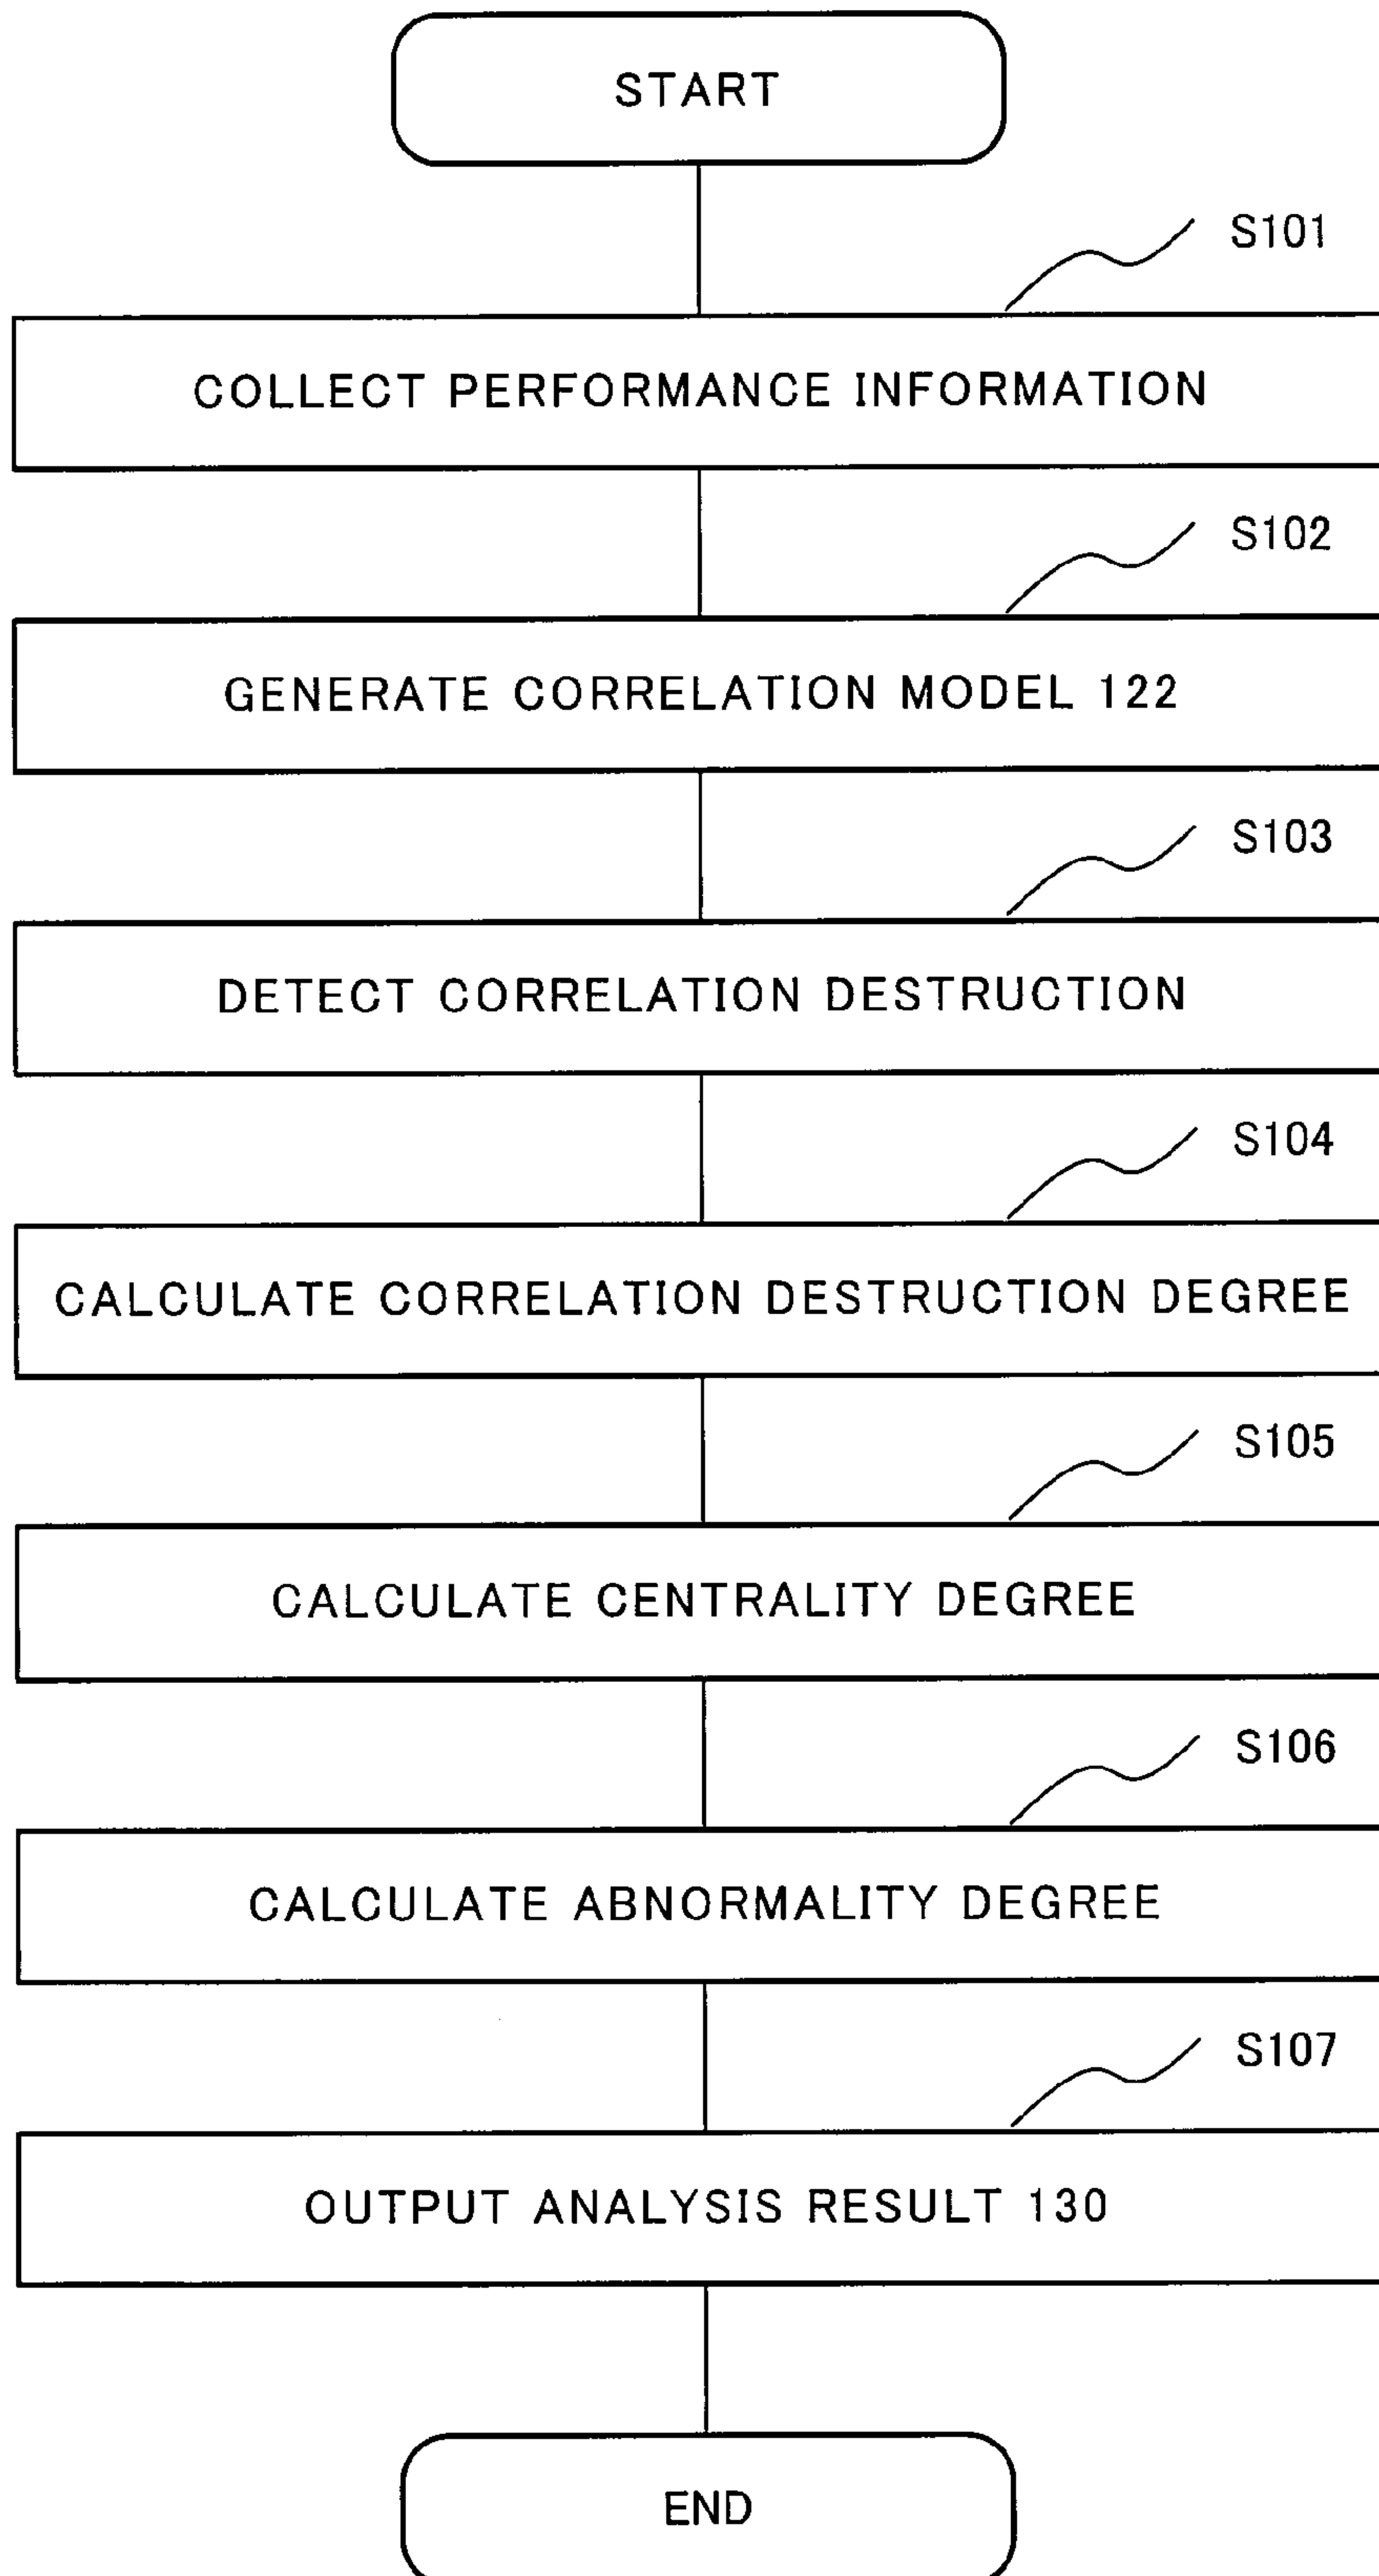 START
S101
COLLECT PERFORMANCE INFORMATION
S102
GENERATE CORRELATION MODEL 122
S103
DETECT CORRELATION DESTRUCTION
S104
CALCULATE CORRELATION DESTRUCTION DEGREE
S105
CALCULATE CENTRALITY DEGREE
S106
CALCULATE ABNORMALITY DEGREE
S107
OUTPUT ANALYSIS RESULT 130
END